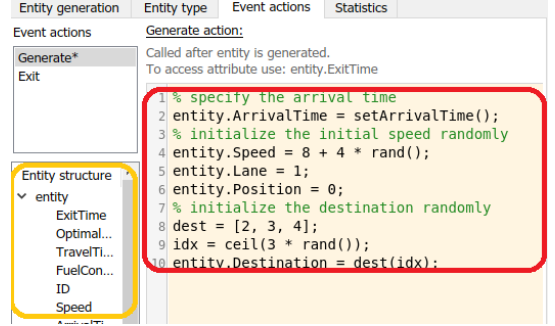 Entity generation Entity type Event actions Statistics
Event actions
Generate*
Exit
Entity structure
entity
ExitTime
Optimal...
TravelTi...
FuelCon...
ID
Speed
ArrivalTi...
Generate action:
Called after entity is generated.
To access attribute use: entity.ExitTime
1 % specify the arrival time
2 entity.ArrivalTime = setArrivalTime();
3 % initialize the initial speed randomly
4 entity.Speed = 8 + 4 * rand();
5 entity.Lane = 1;
6 entity.Position = 0;
7 % initialize the destination randomly
8 dest = [2, 3, 4];
9 idx = ceil(3 * rand());
10 entity.Destination = dest(idx);